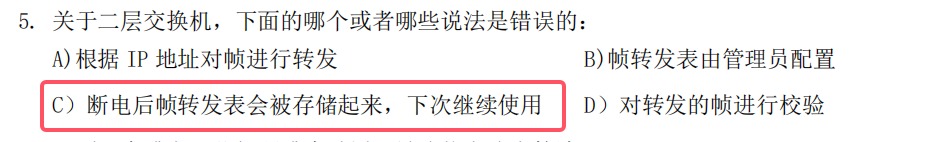 5. 关于二层交换机，下面的哪个或者哪些说法是错误的：
A)根据 IP 地址对帧进行转发 B)帧转发表由管理员配置
C）断电后帧转发表会被存储起来，下次继续使用 D）对转发的帧进行校验